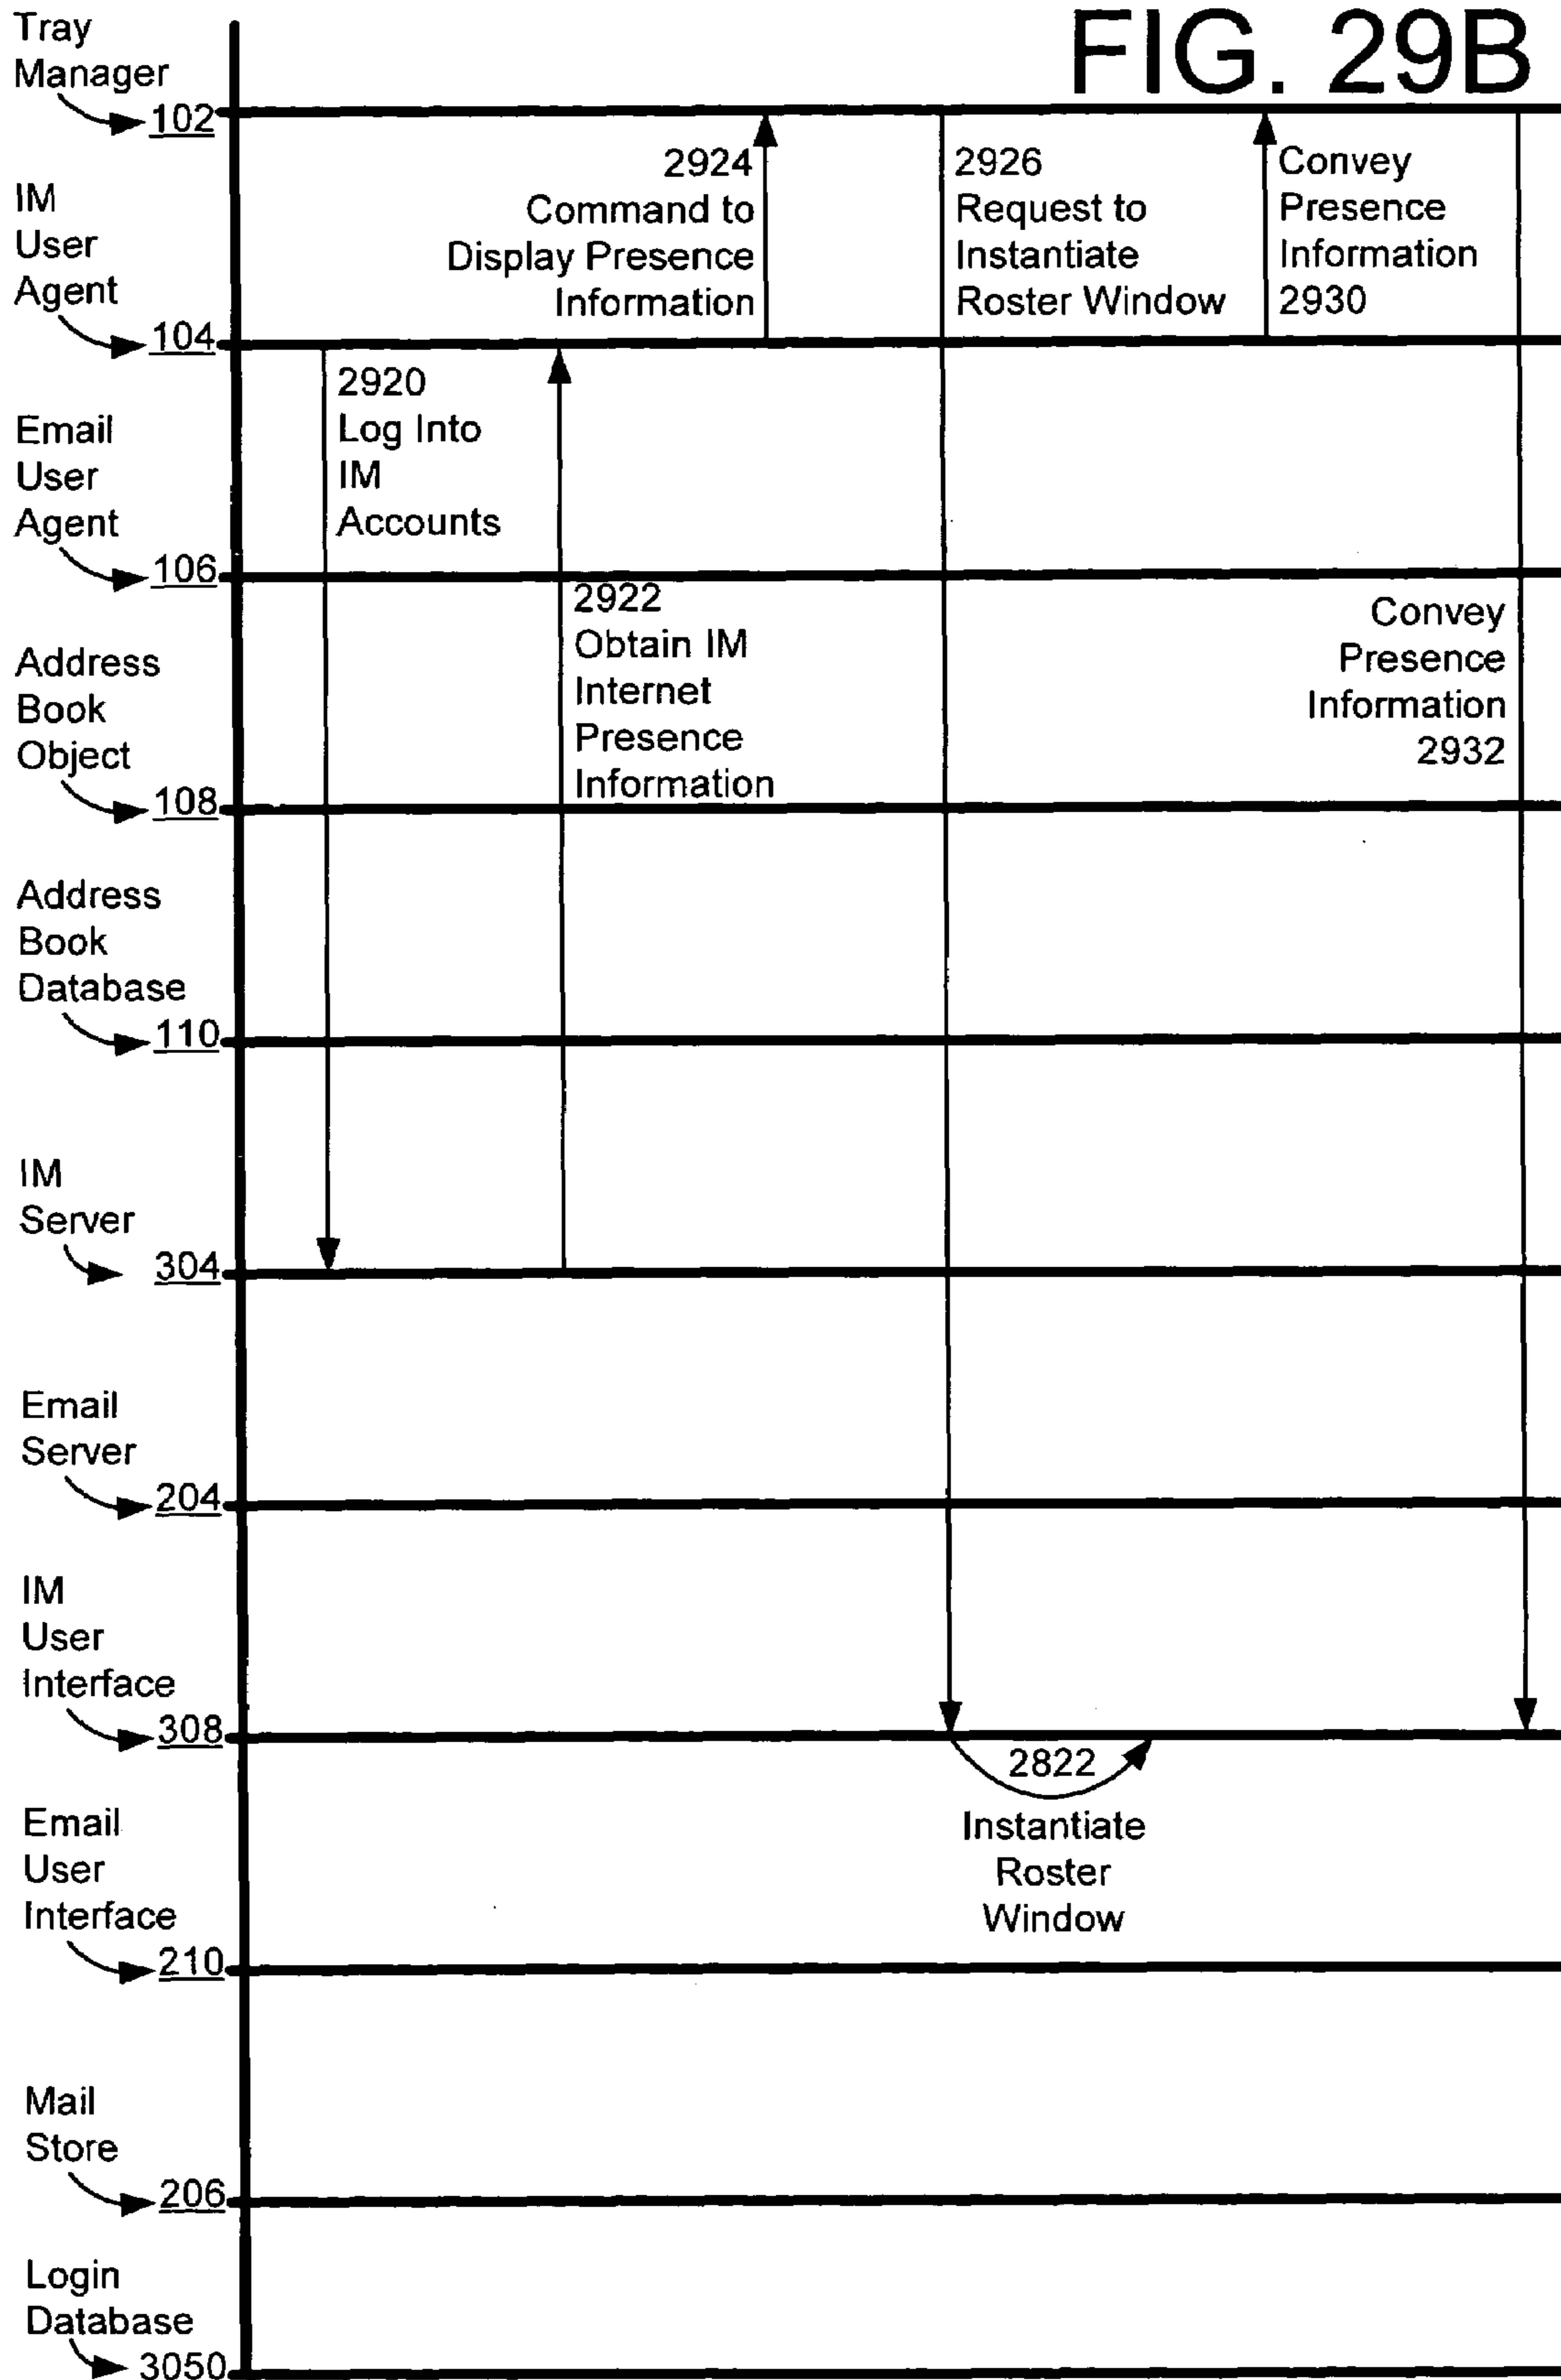 FIG. 29B
Tray
Manager
102
IM
User
Agent
104
Email
User
Agent
106
Address
Book
Object
108
Address
Book
Database
110
IM
Server
304
Email
Server
204
IM
User
Interface
308
Email
User
Interface
210
Mail
Store
206
Login
Database
3050
2920
Log Into
IM
Accounts
2922
Obtain IM
Internet
Presence
Information
2924
Command to
Display Presence
Information
2926
Request to
Instantiate
Roster Window
2822
Instantiate
Roster
Window
Convey
Presence
Information
2930
Convey
Presence
Information
2932